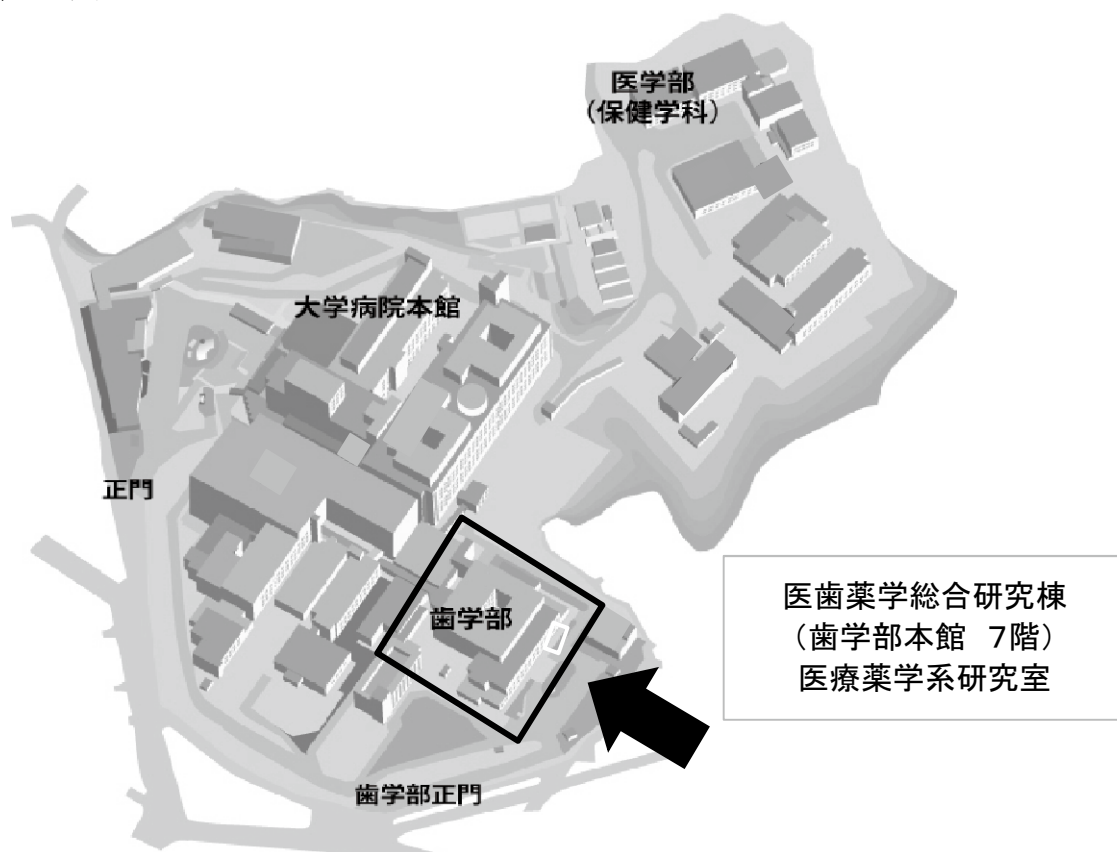 医学部
（保健学科）
大学病院本館
正門
歯学部
医歯薬学総合研究棟
（歯学部本館　7階）
医療薬学系研究室
歯学部正門